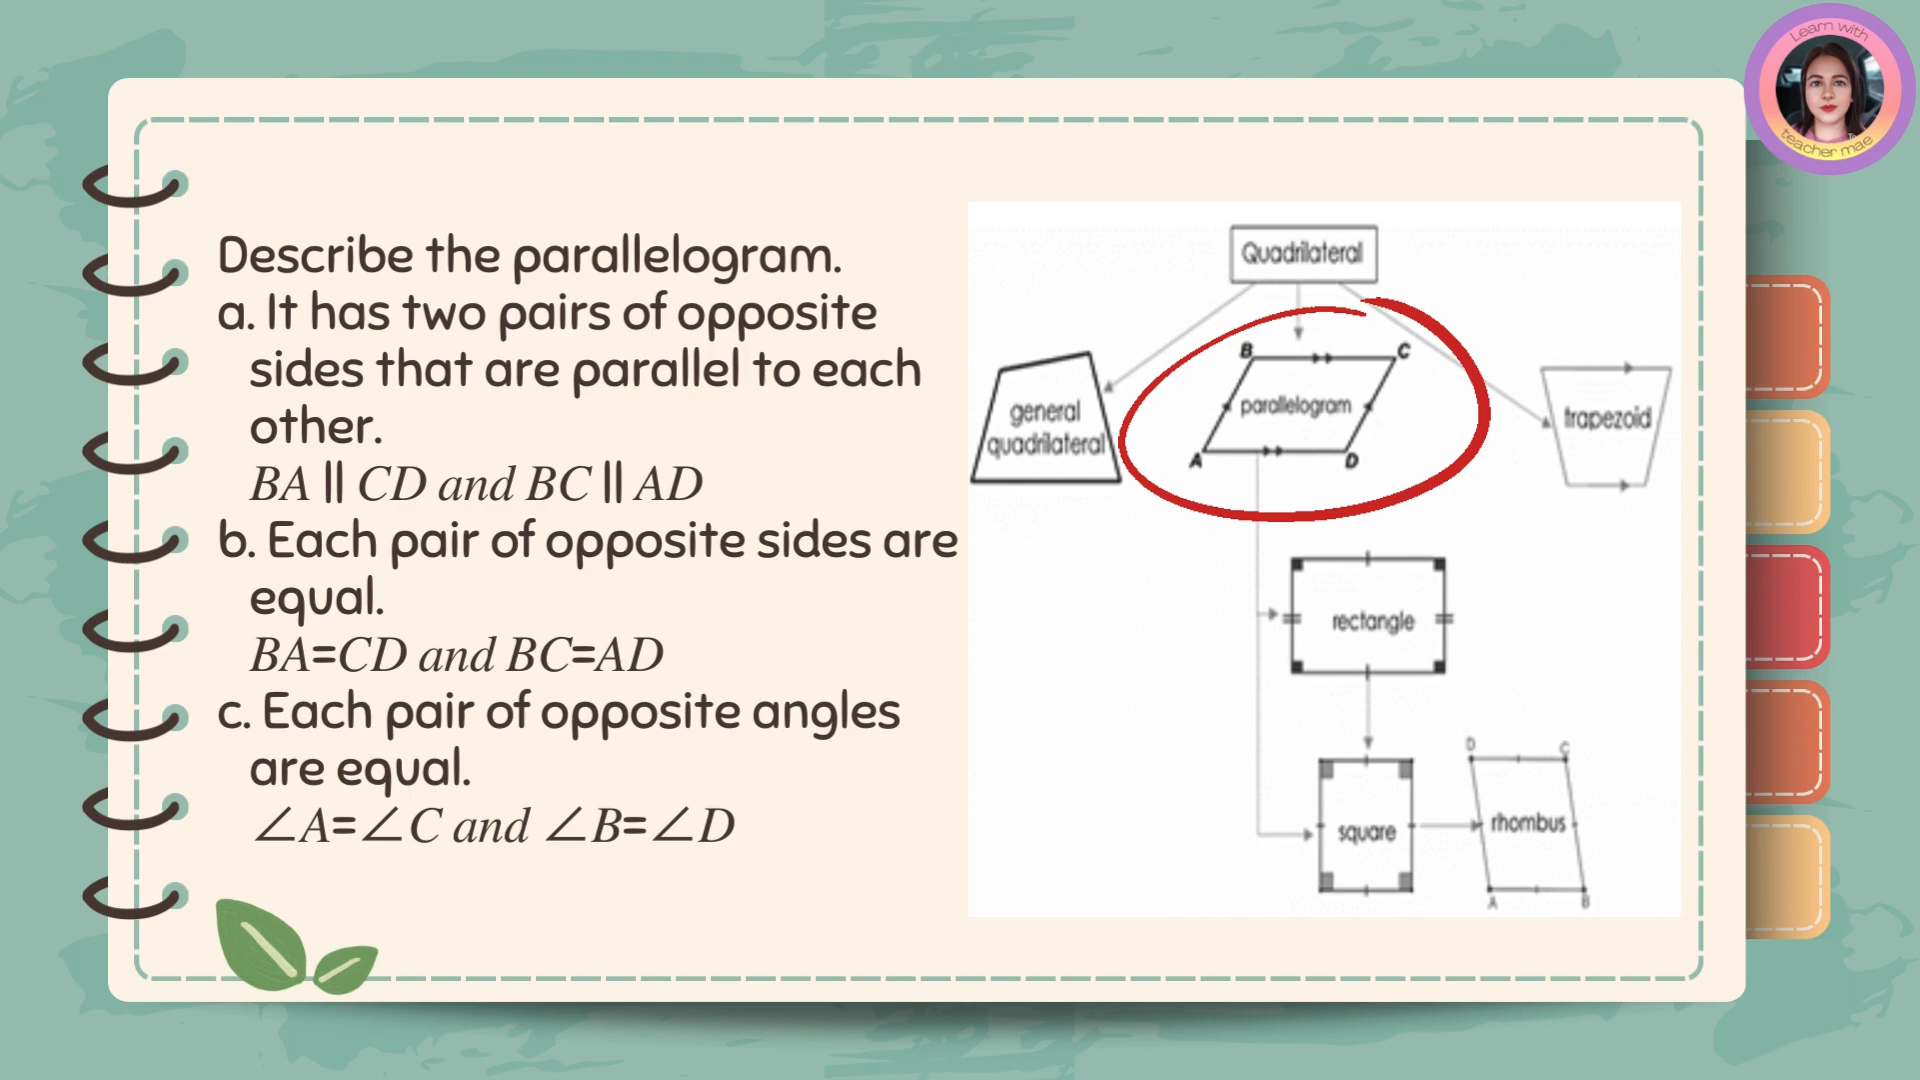 Learn with
teacher mae
Describe the parallelogram.
a. It has two pairs of opposite
sides that are parallel to each
other.
BA || CD and BC || AD
b. Each pair of opposite sides are
equal.
BA=CD and BC=AD
c. Each pair of opposite angles
are equal.
∠A=∠C and ∠B=∠D
Quadrilateral
B C
parallelogram
A D
general
quadrilateral
trapezoid
rectangle
square
D C
rhombus
A B